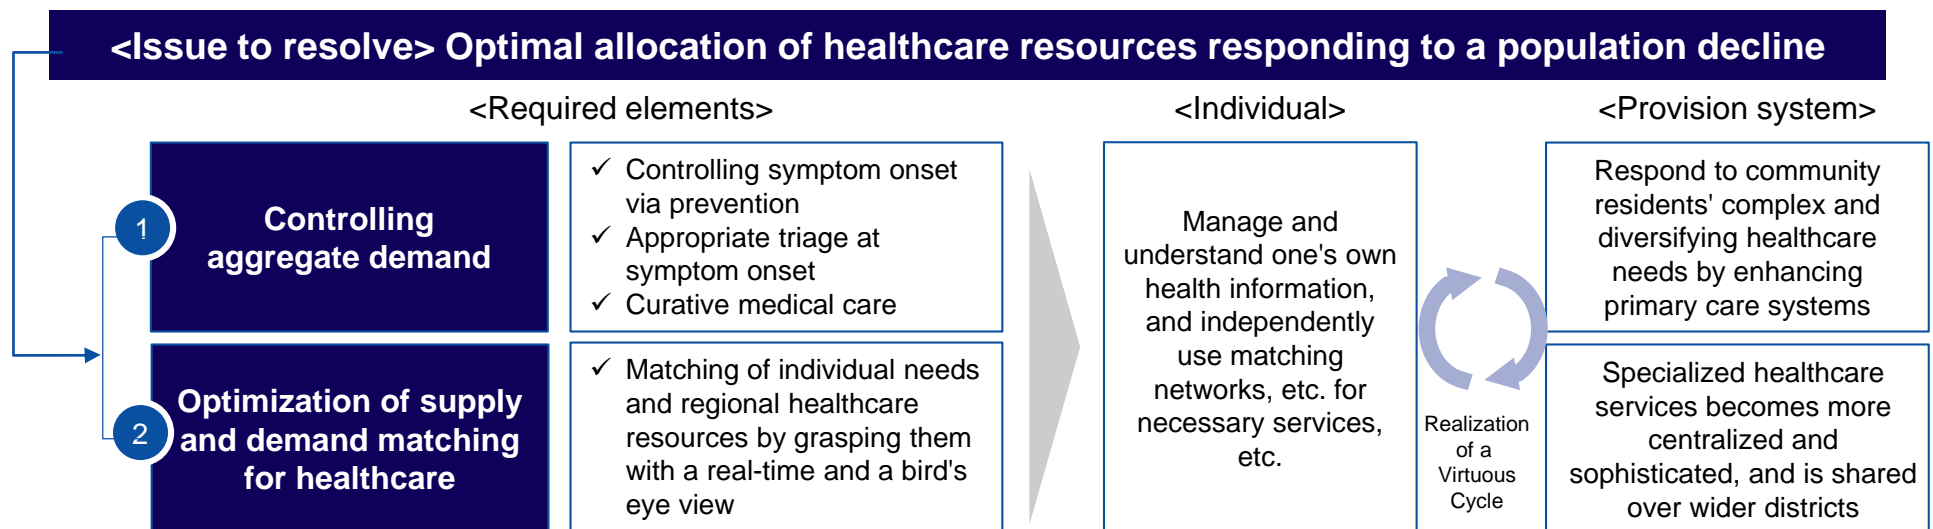 <Issue to resolve> Optimal allocation of healthcare resources responding to a population decline
<Required elements>
<Individual>
<Provision system>
1
Controlling
aggregate demand
✓ Controlling symptom onset
via prevention
✓ Appropriate triage at
symptom onset
✓ Curative medical care
2
Optimization of supply
and demand matching
for healthcare
✓ Matching of individual needs
and regional healthcare
resources by grasping them
with a real-time and a bird's
eye view
Manage and
understand one's own
health information,
and independently
use matching
networks, etc. for
necessary services,
etc.
Realization
of a
Virtuous
Cycle
Respond to community
residents' complex and
diversifying healthcare
needs by enhancing
primary care systems
Specialized healthcare
services becomes more
centralized and
sophisticated, and is shared
over wider districts